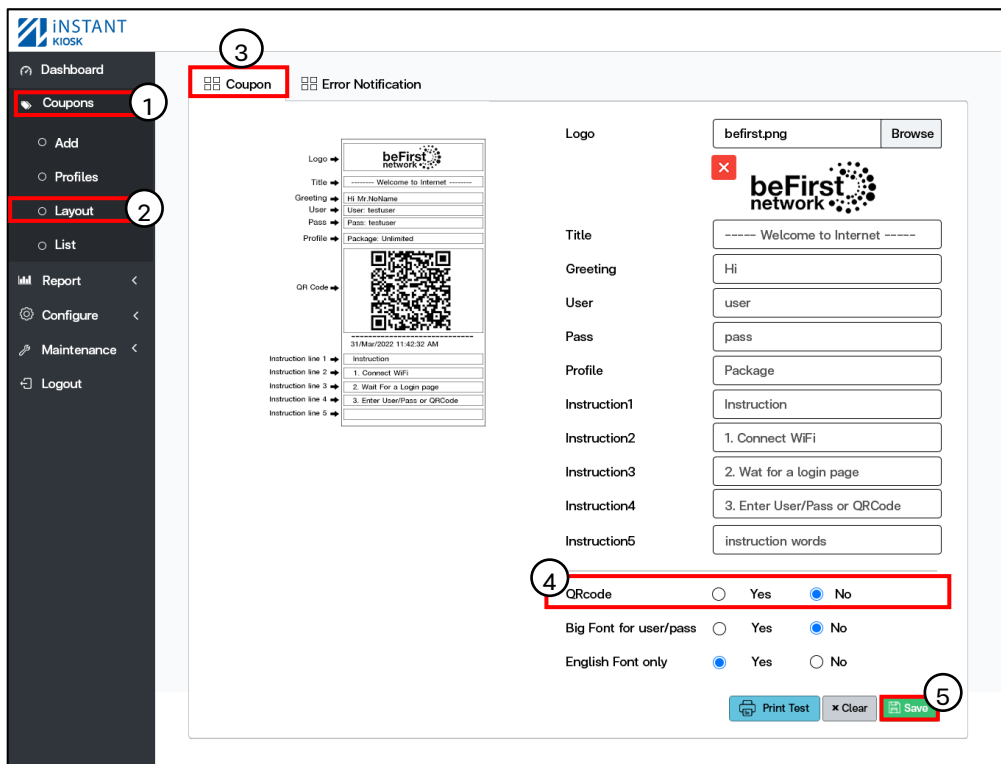 iNSTANT
KIOSK
Dashboard
Coupons
1
Add
Profiles
Layout
2
List
Report
Configure
Maintenance
Logout
3
Coupon
Error Notification
Logo
beFirst
network
Title
------- Welcome to Internet -------
Greeting
Hi Mr.NoName
User
User: testuser
Pass
Pass: testuser
Profile
Package: Unlimited
QR Code
-----------------------------
31/Mar/2022 11:42:32 AM
Instruction line 1
Instruction
Instruction line 2
1. Connect WiFi
Instruction line 3
2. Wait For a Login page
Instruction line 4
3. Enter User/Pass or QRCode
Instruction line 5
Logo
befirst.png
Browse
beFirst
network
Title
----- Welcome to Internet -----
Greeting
Hi
User
user
Pass
pass
Profile
Package
Instruction1
Instruction
Instruction2
1. Connect WiFi
Instruction3
2. Wat for a login page
Instruction4
3. Enter User/Pass or QRCode
Instruction5
instruction words
4
QRcode Yes No
Big Font for user/pass Yes No
English Font only Yes No
Print Test
× Clear
Save
5